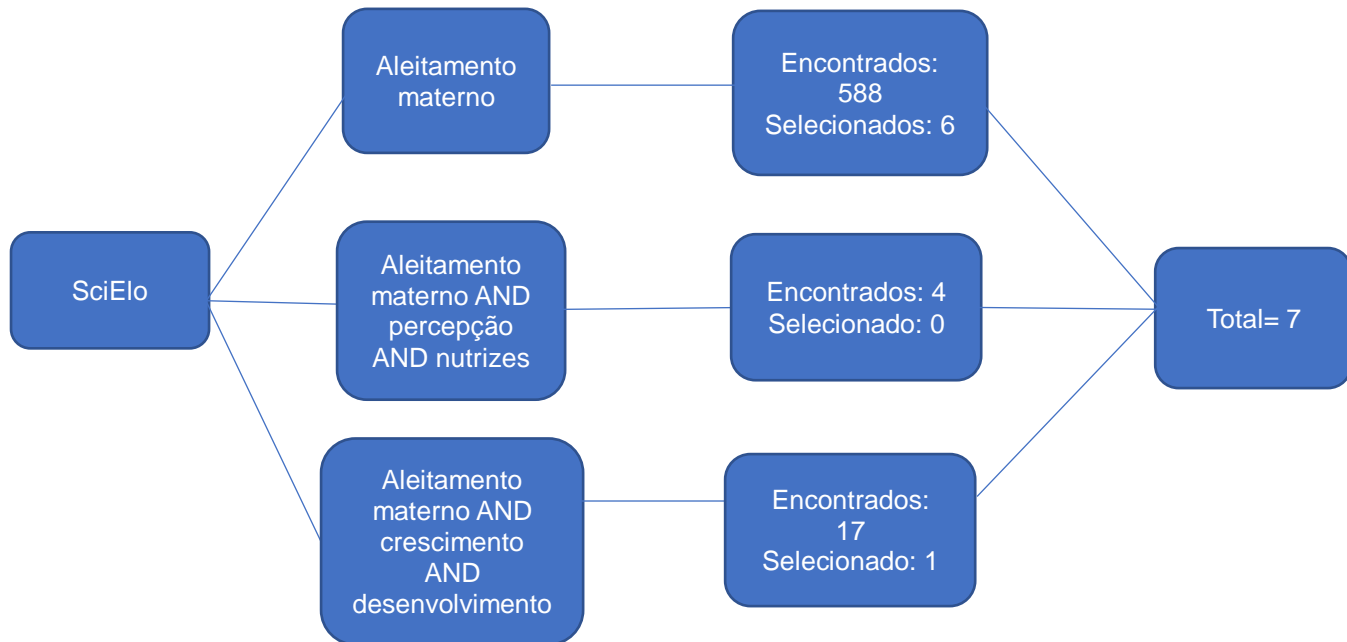 SciElo
Aleitamento
materno
Encontrados:
588
Selecionados: 6
Aleitamento
materno AND
percepção
AND nutrizes
Encontrados: 4
Selecionado: 0
Aleitamento
materno AND
crescimento
AND
desenvolvimento
Encontrados:
17
Selecionado: 1
Total= 7